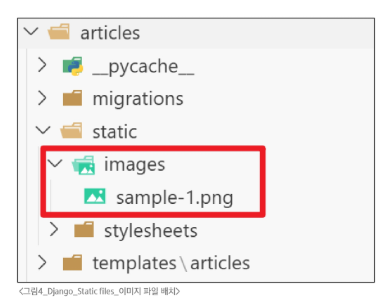 articles
__pycache__
migrations
static
images
sample-1.png
stylesheets
templates\articles
<그림4_Django_Static files_이미지 파일 배치>